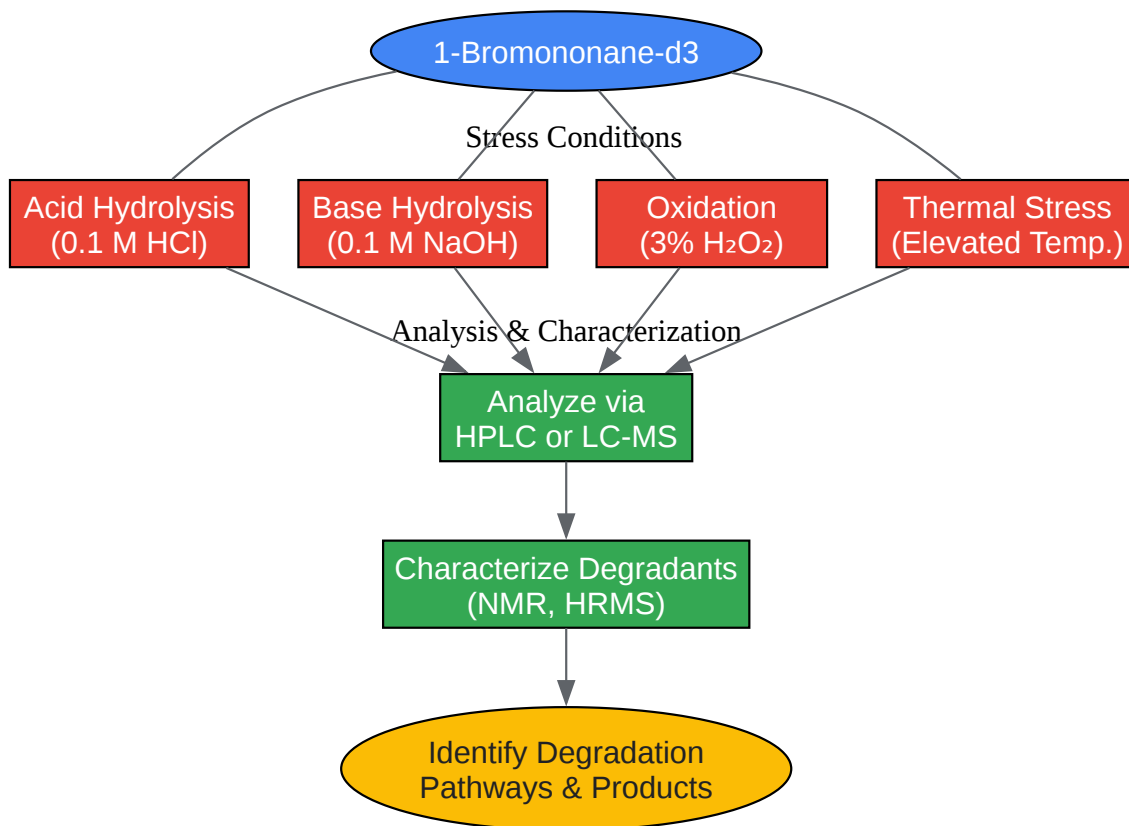 1-Bromononane-d3
Stress Conditions
Acid Hydrolysis
(0.1 M HCl)
Base Hydrolysis
(0.1 M NaOH)
Oxidation
(3% H₂O₂)
Thermal Stress
(Elevated Temp.)
Analysis & Characterization
Analyze via
HPLC or LC-MS
Characterize Degradants
(NMR, HRMS)
Identify Degradation
Pathways & Products